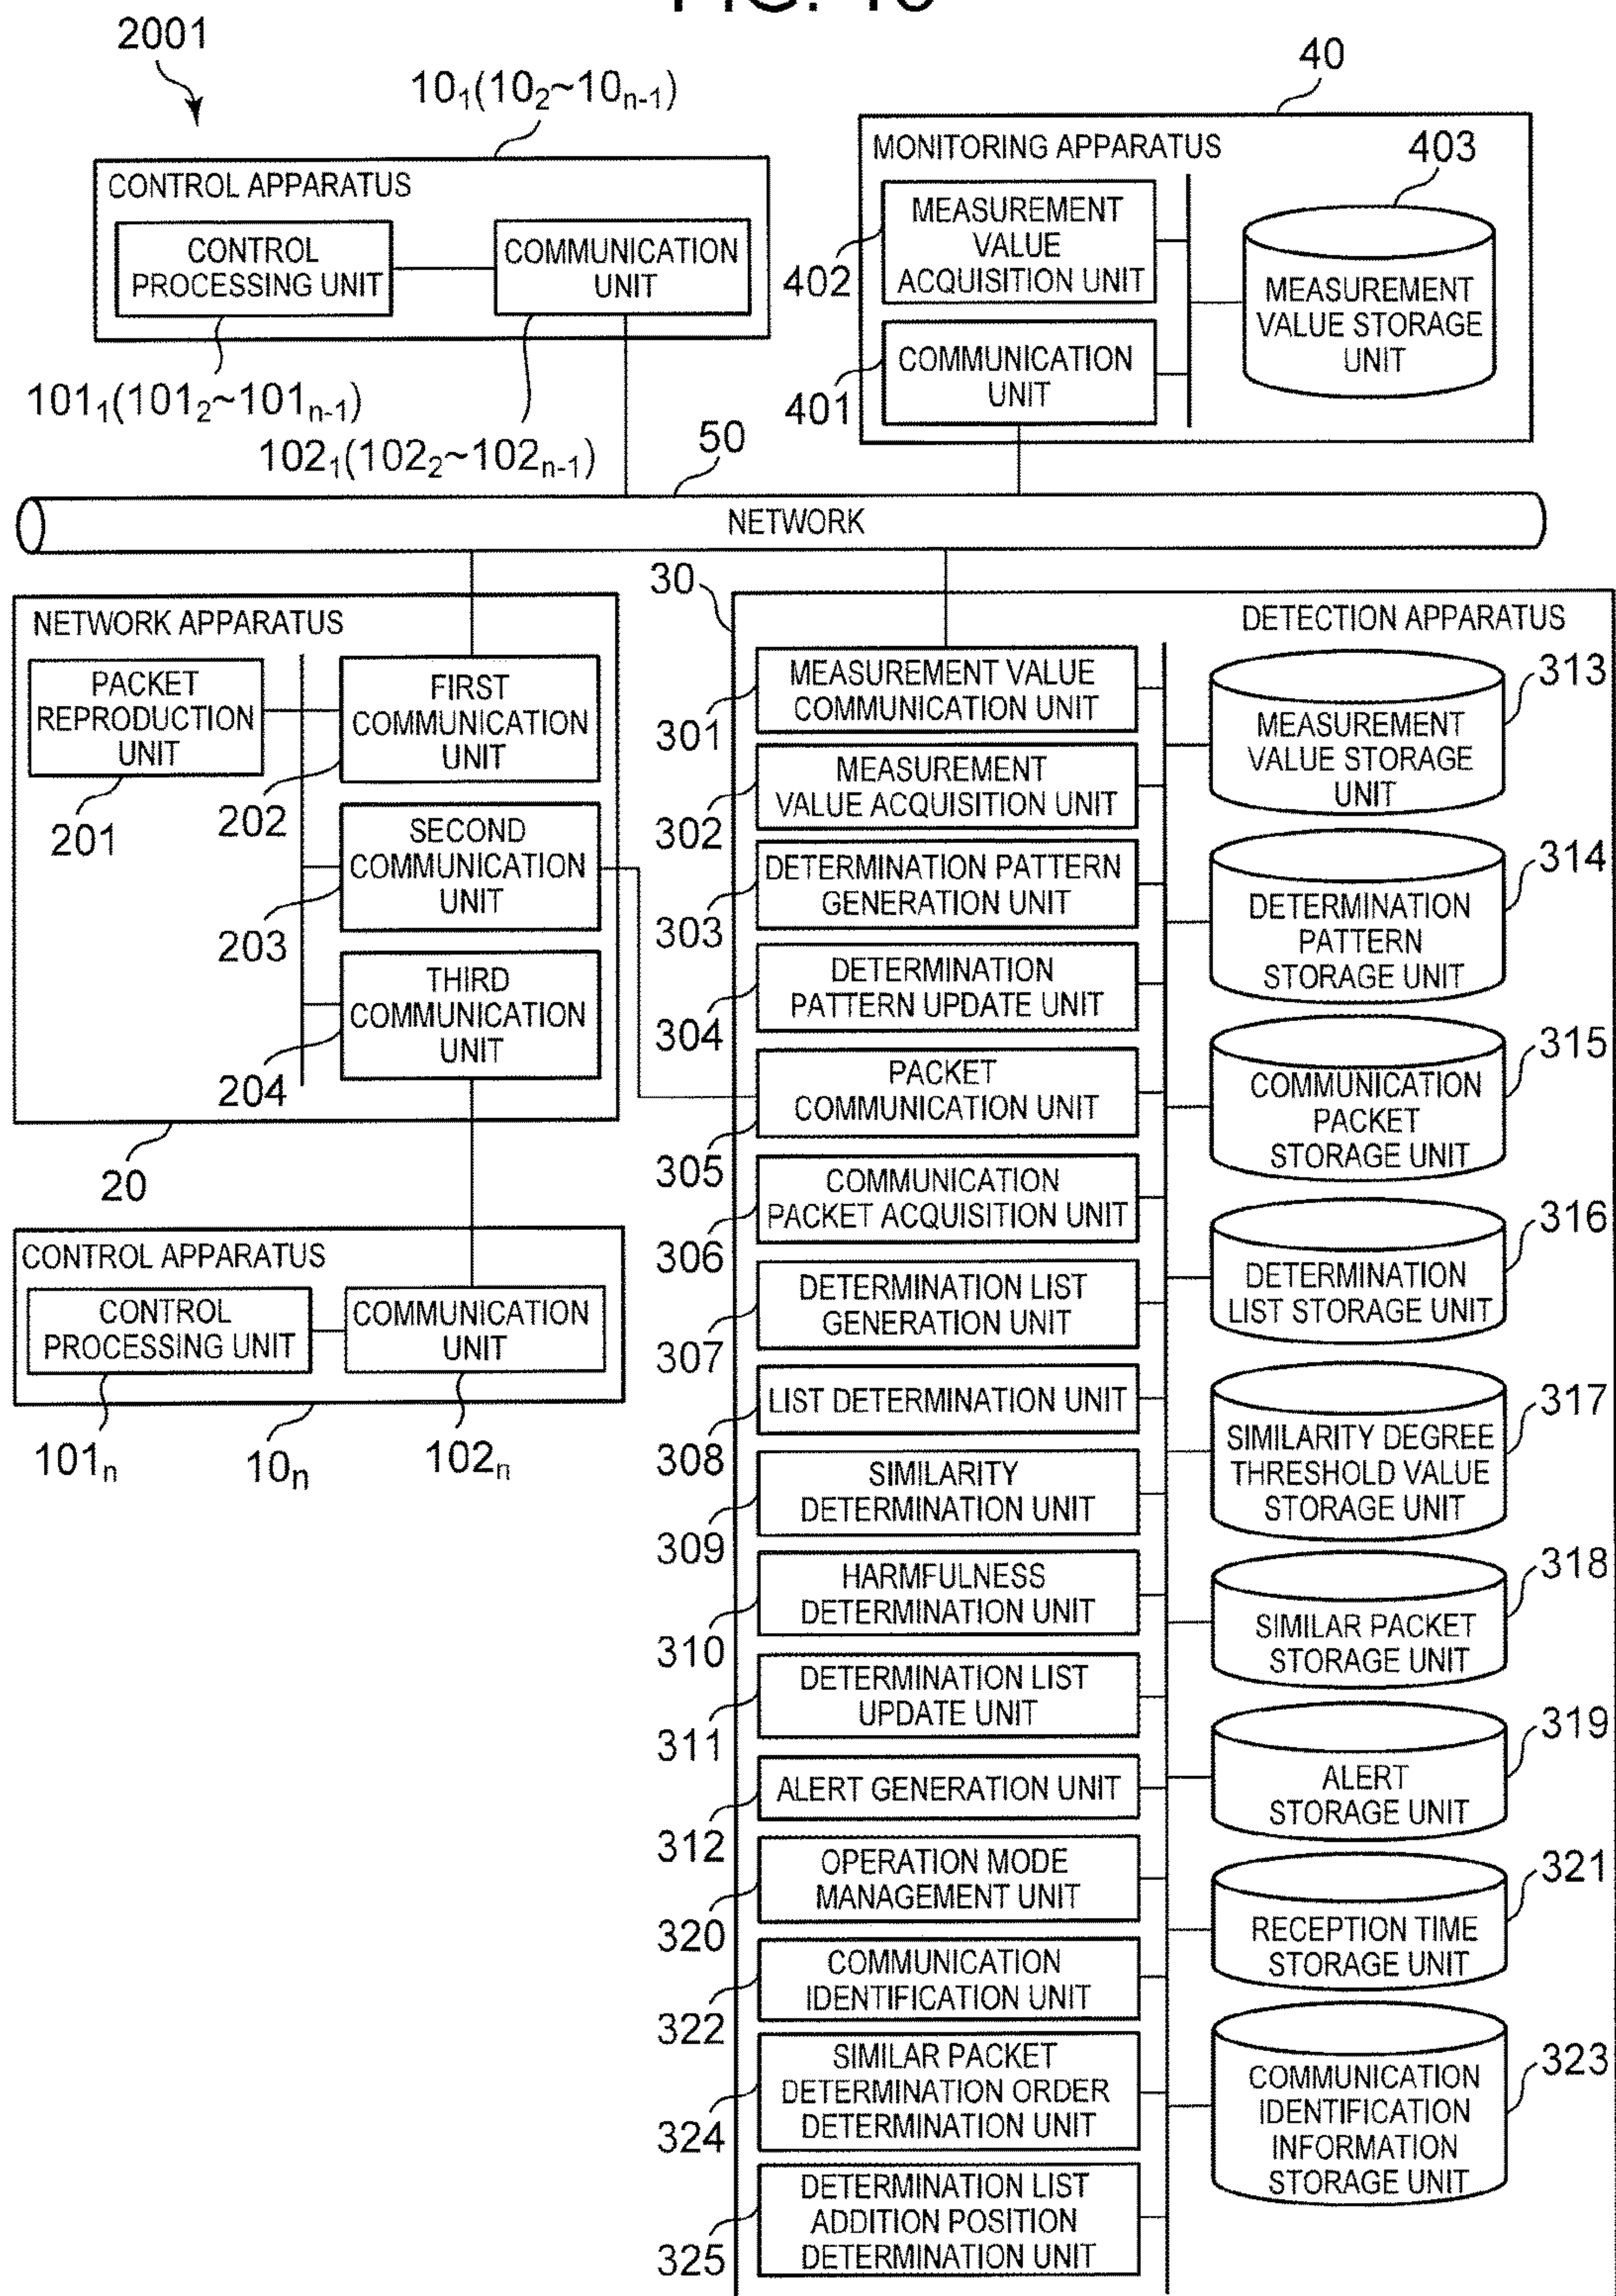 2001
10₁(10₂~10ₙ₋₁)
CONTROL APPARATUS
CONTROL
PROCESSING UNIT
COMMUNICATION
UNIT
101₁(101₂~101ₙ₋₁)
102₁(102₂~102ₙ₋₁)
40
MONITORING APPARATUS
403
MEASUREMENT
VALUE
ACQUISITION UNIT
402
COMMUNICATION
UNIT
401
MEASUREMENT
VALUE STORAGE
UNIT
50
NETWORK
NETWORK APPARATUS
PACKET
REPRODUCTION
UNIT
201
FIRST
COMMUNICATION
UNIT
202
SECOND
COMMUNICATION
UNIT
203
THIRD
COMMUNICATION
UNIT
204
20
CONTROL APPARATUS
CONTROL
PROCESSING UNIT
COMMUNICATION
UNIT
101ₙ
10ₙ
102ₙ
30
DETECTION APPARATUS
MEASUREMENT VALUE
COMMUNICATION UNIT
301
MEASUREMENT
VALUE ACQUISITION UNIT
302
DETERMINATION PATTERN
GENERATION UNIT
303
DETERMINATION
PATTERN UPDATE UNIT
304
PACKET
COMMUNICATION UNIT
305
COMMUNICATION
PACKET ACQUISITION UNIT
306
DETERMINATION LIST
GENERATION UNIT
307
LIST DETERMINATION UNIT
308
SIMILARITY
DETERMINATION UNIT
309
HARMFULNESS
DETERMINATION UNIT
310
DETERMINATION LIST
UPDATE UNIT
311
ALERT GENERATION UNIT
312
OPERATION MODE
MANAGEMENT UNIT
320
COMMUNICATION
IDENTIFICATION UNIT
322
SIMILAR PACKET
DETERMINATION ORDER
DETERMINATION UNIT
324
DETERMINATION LIST
ADDITION POSITION
DETERMINATION UNIT
325
313
MEASUREMENT
VALUE STORAGE
UNIT
314
DETERMINATION
PATTERN
STORAGE UNIT
315
COMMUNICATION
PACKET
STORAGE UNIT
316
DETERMINATION
LIST STORAGE UNIT
317
SIMILARITY DEGREE
THRESHOLD VALUE
STORAGE UNIT
318
SIMILAR PACKET
STORAGE UNIT
319
ALERT
STORAGE UNIT
321
RECEPTION TIME
STORAGE UNIT
323
COMMUNICATION
IDENTIFICATION
INFORMATION
STORAGE UNIT